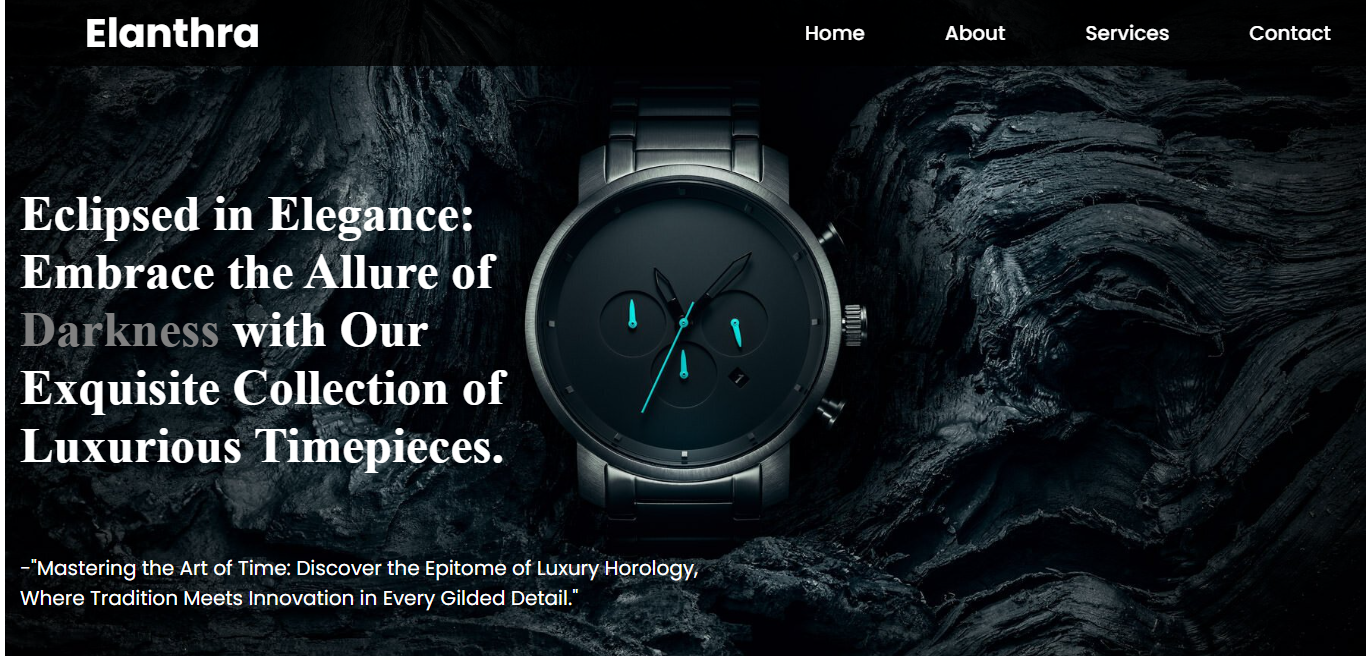 Elanthra
Home About Services Contact
Eclipsed in Elegance:
Embrace the Allure of
Darkness with Our
Exquisite Collection of
Luxurious Timepieces.
-"Mastering the Art of Time: Discover the Epitome of Luxury Horology,
Where Tradition Meets Innovation in Every Gilded Detail."